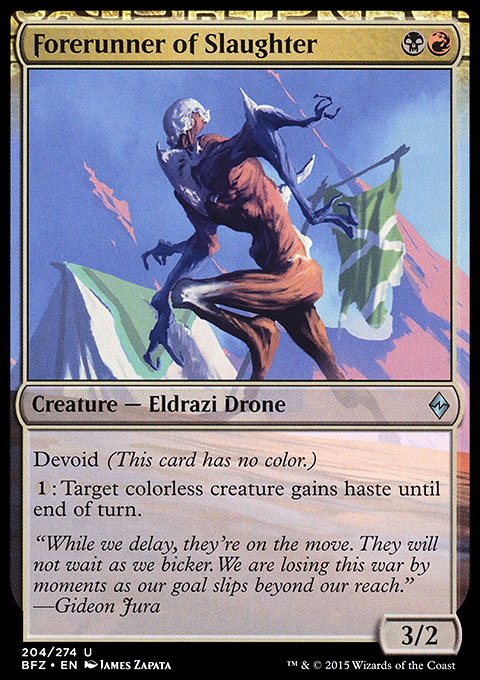 Forerunner of Slaughter
Creature — Eldrazi Drone
Devoid (This card has no color.)
1: Target colorless creature gains haste until
end of turn.
“While we delay, they’re on the move. They will
not wait as we bicker. We are losing this war by
moments as our goal slips beyond our reach.”
—Gideon Jura
3/2
204/274 U
BFZ • EN James Zapata
™ & © 2015 Wizards of the Coast